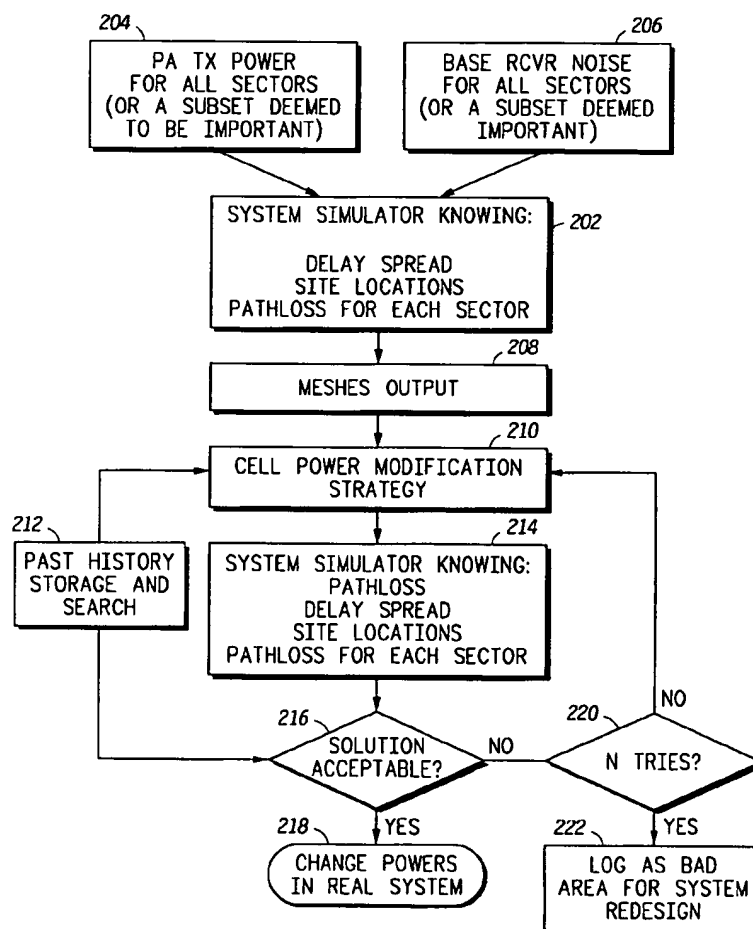 204
PA TX POWER
FOR ALL SECTORS
(OR A SUBSET DEEMED
TO BE IMPORTANT)
206
BASE RCVR NOISE
FOR ALL SECTORS
(OR A SUBSET DEEMED
IMPORTANT)
SYSTEM SIMULATOR KNOWING:
DELAY SPREAD
SITE LOCATIONS
PATHLOSS FOR EACH SECTOR
202
208
MESHES OUTPUT
210
CELL POWER MODIFICATION
STRATEGY
212
PAST HISTORY
STORAGE AND
SEARCH
214
SYSTEM SIMULATOR KNOWING:
PATHLOSS
DELAY SPREAD
SITE LOCATIONS
PATHLOSS FOR EACH SECTOR
216
SOLUTION
ACCEPTABLE?
NO
220
N TRIES?
NO
YES
218
CHANGE POWERS
IN REAL SYSTEM
YES
222
LOG AS BAD
AREA FOR SYSTEM
REDESIGN